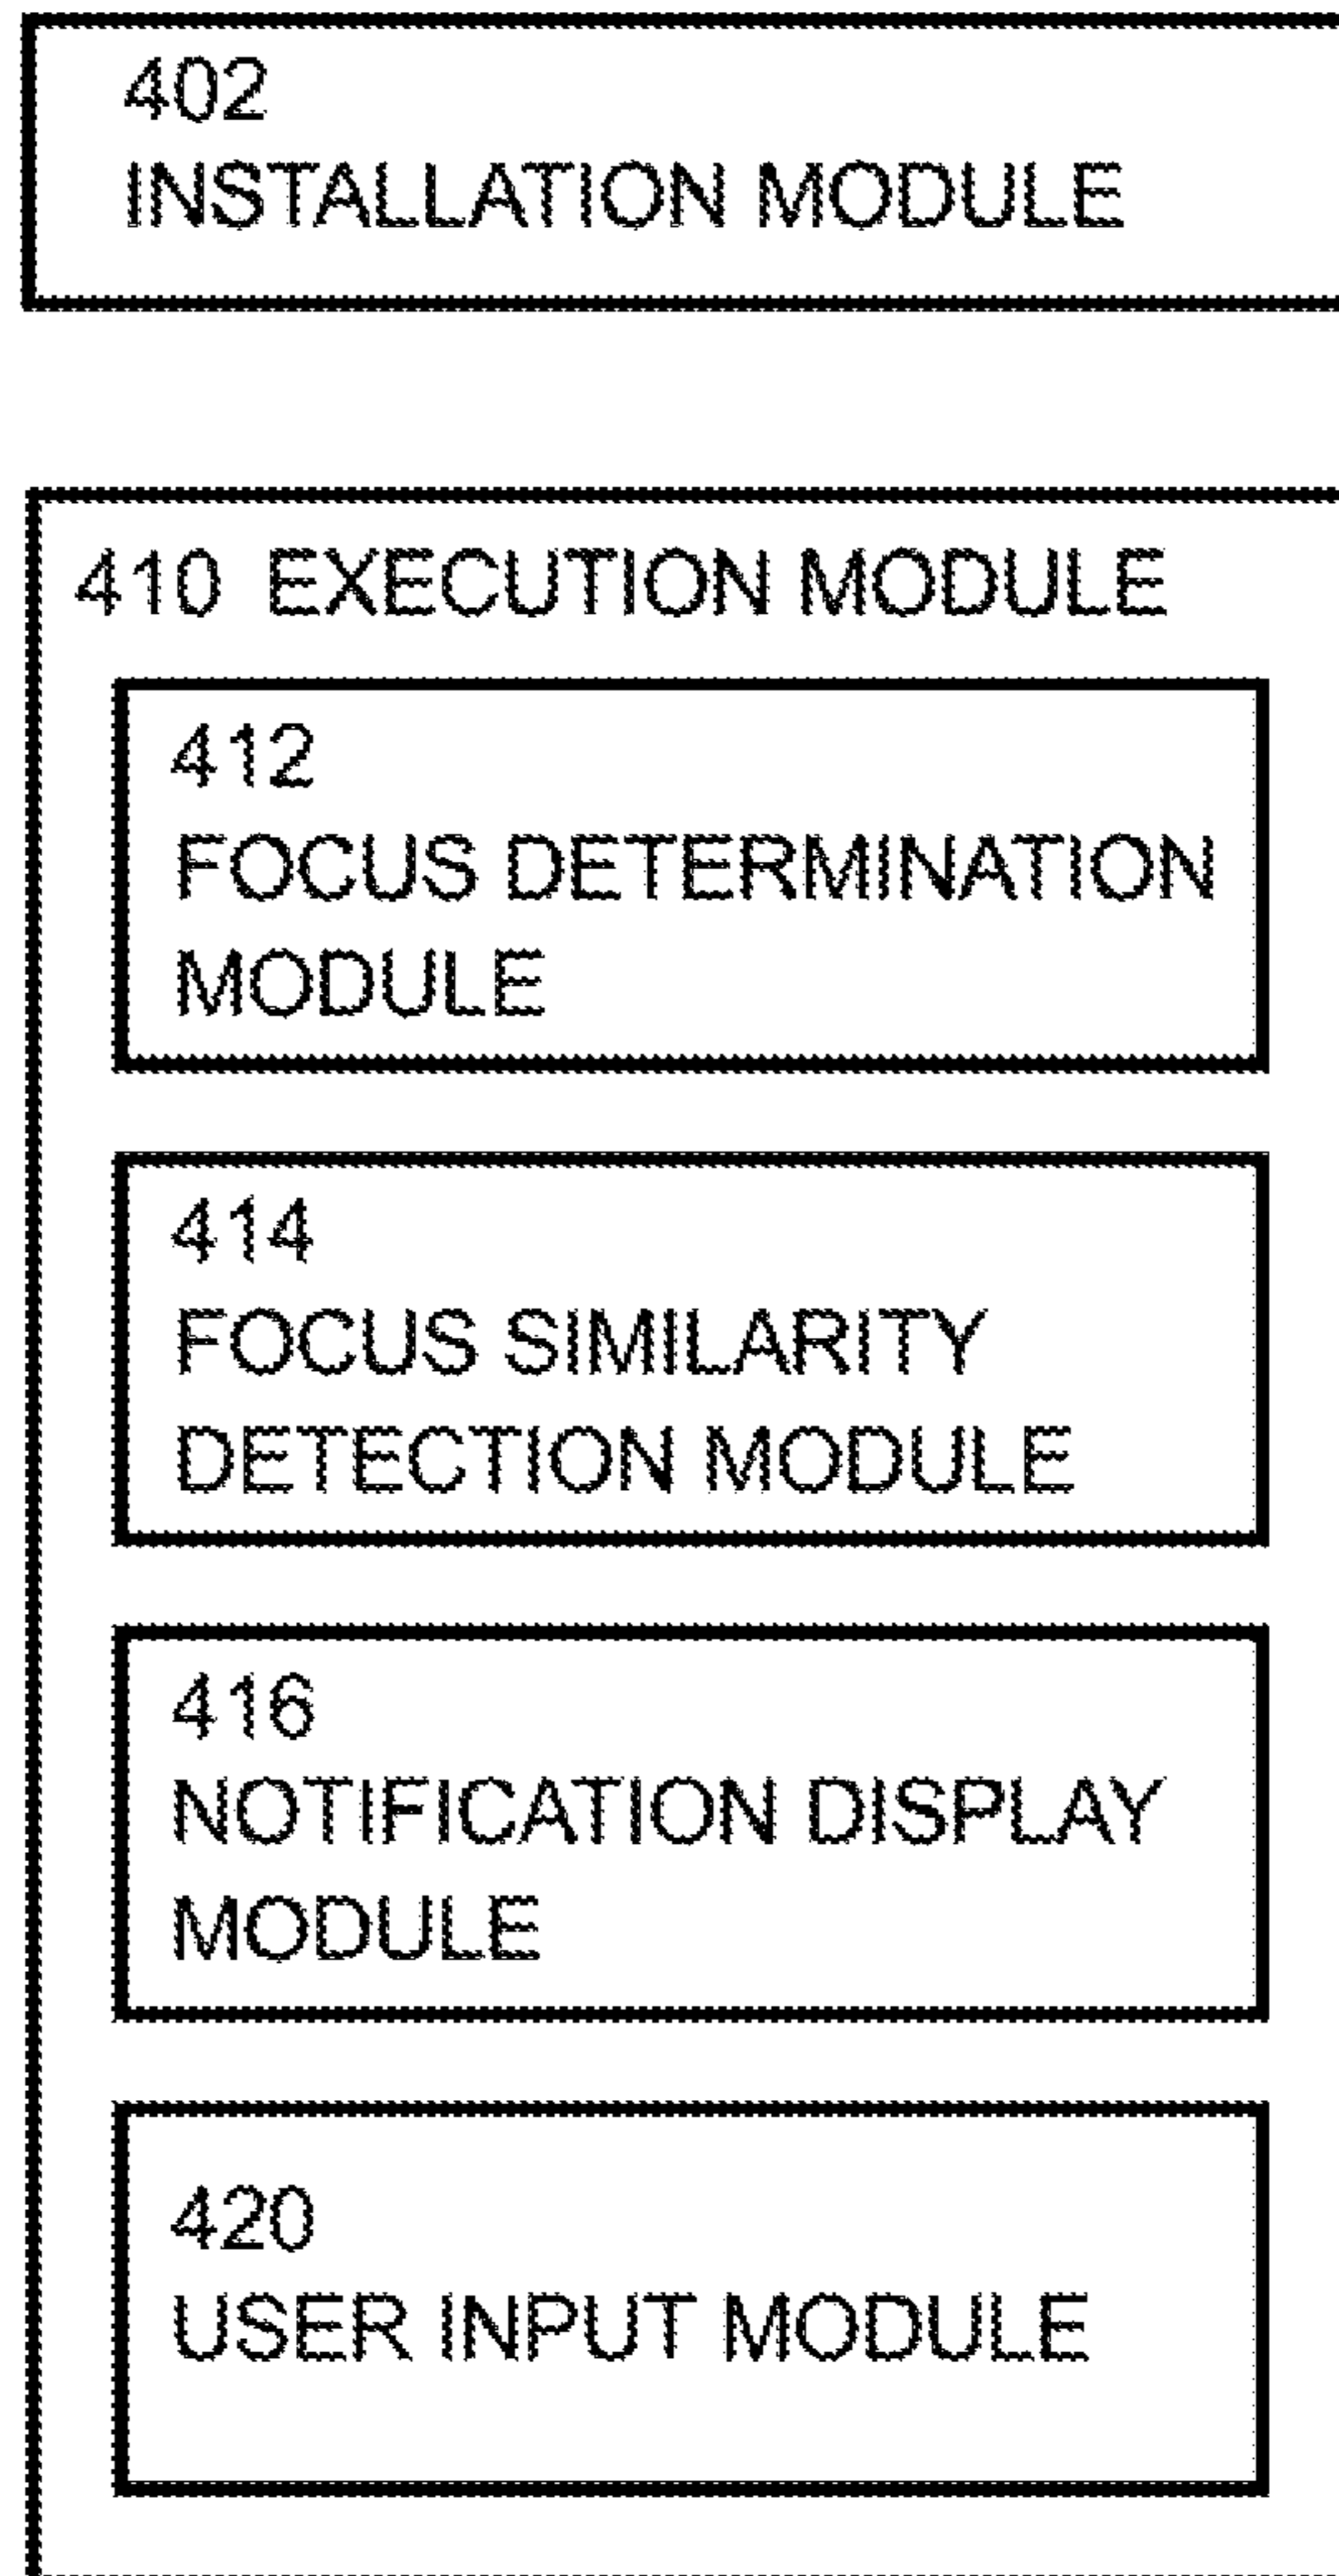 402
INSTALLATION MODULE
410 EXECUTION MODULE
412
FOCUS DETERMINATION
MODULE
414
FOCUS SIMILARITY
DETECTION MODULE
416
NOTIFICATION DISPLAY
MODULE
420
USER INPUT MODULE